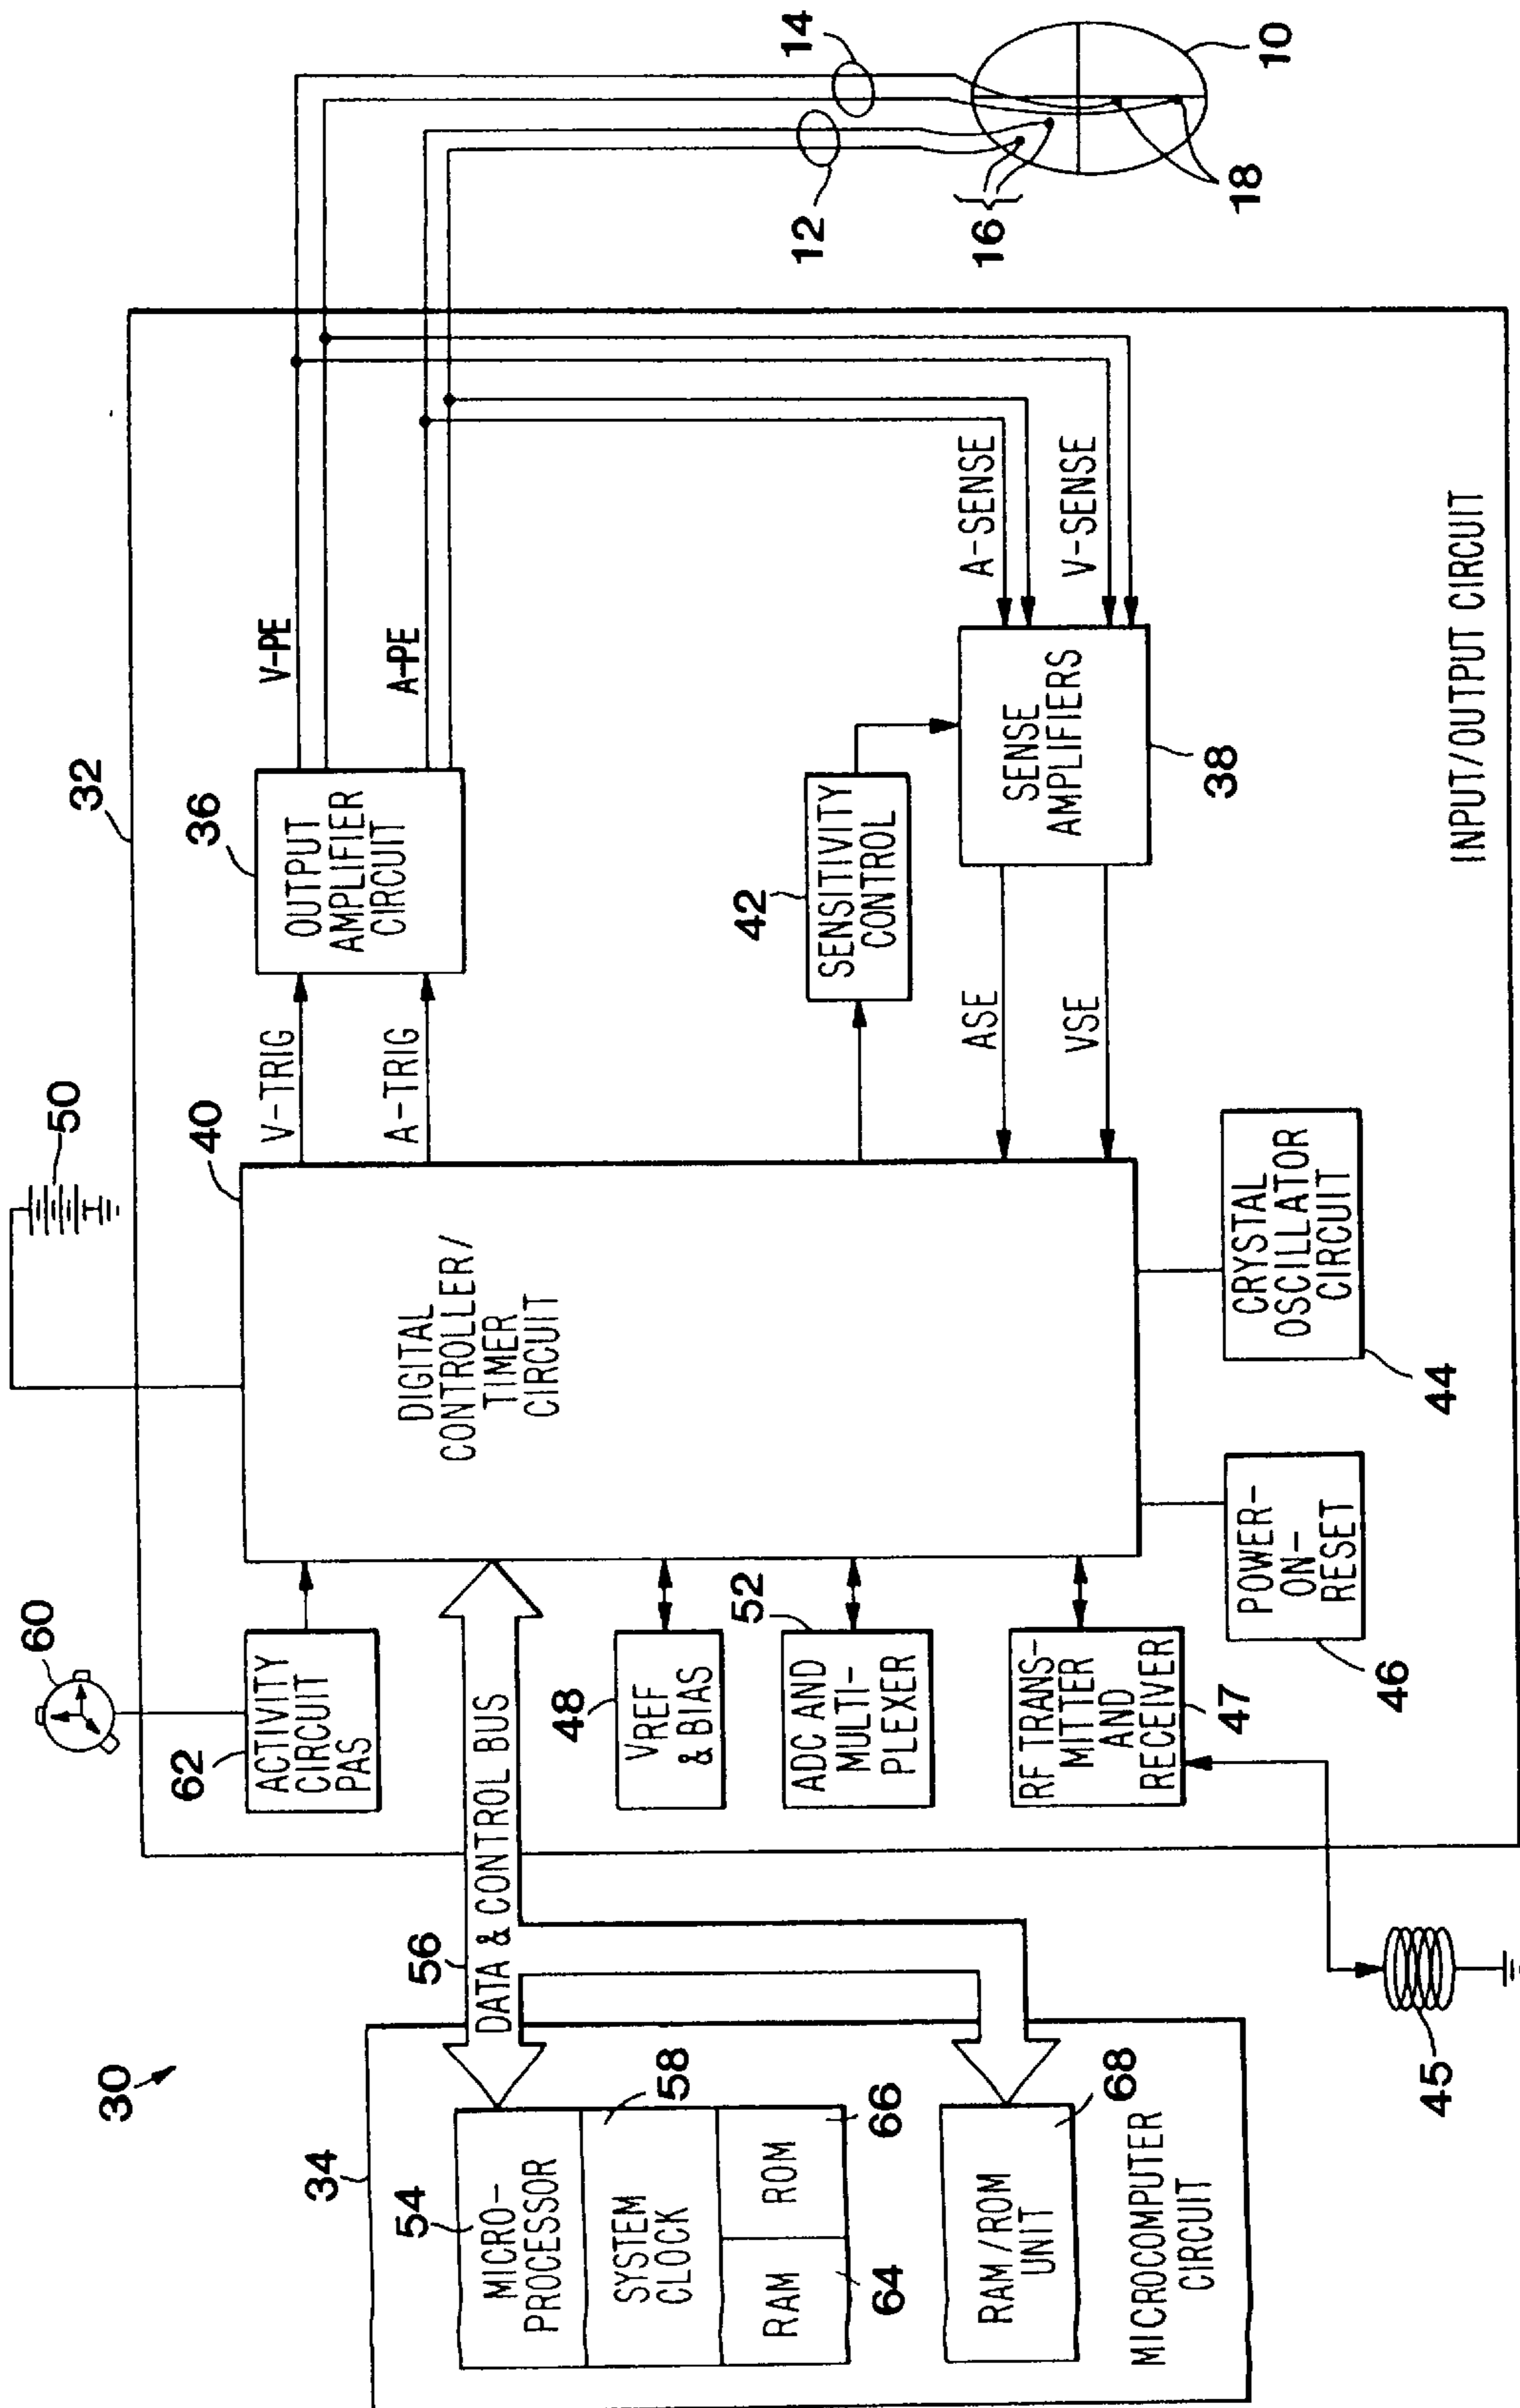 30
34
54
MICRO-
PROCESSOR
58
SYSTEM
CLOCK
RAM
ROM
64
66
RAM/ROM
UNIT
68
MICROCOMPUTER
CIRCUIT
56
DATA & CONTROL BUS
45
32
60
62
ACTIVITY
CIRCUIT
PAS
48
VREF
& BIAS
52
ADC AND
MULTI-
PLEXER
RF TRANS-
MITTER
AND
RECEIVER
47
50
40
DIGITAL
CONTROLLER/
TIMER
CIRCUIT
POWER-
ON-
RESET
46
CRYSTAL
OSCILLATOR
CIRCUIT
44
V-TRIG
A-TRIG
36
OUTPUT
AMPLIFIER
CIRCUIT
V-PE
A-PE
42
SENSITIVITY
CONTROL
ASE
VSE
SENSE
AMPLIFIERS
38
A-SENSE
V-SENSE
INPUT/OUTPUT CIRCUIT
14
12
16
18
10